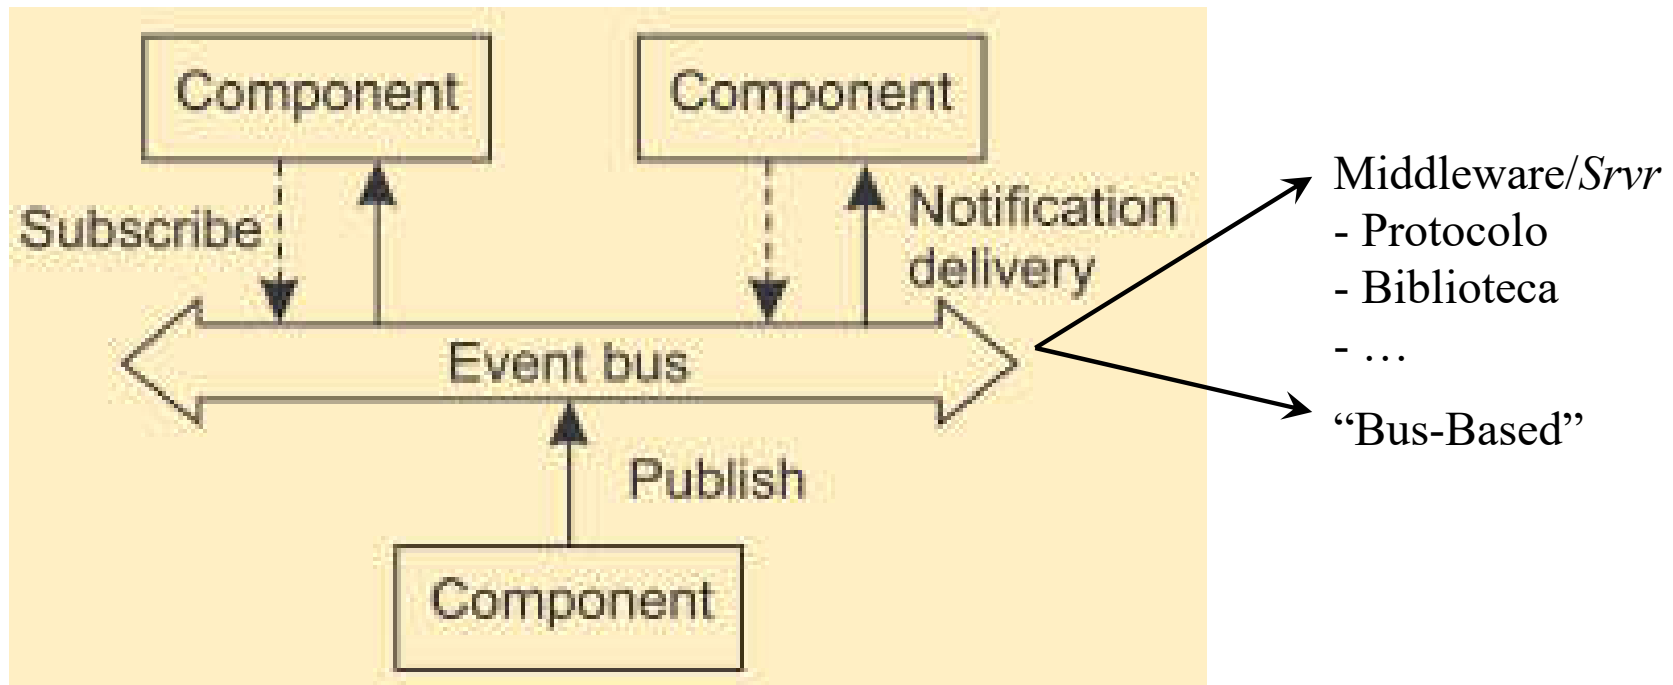 Component
Component
Subscribe
Notification
delivery
Event bus
Publish
Component
Middleware/Srvr
- Protocolo
- Biblioteca
- …
“Bus-Based”